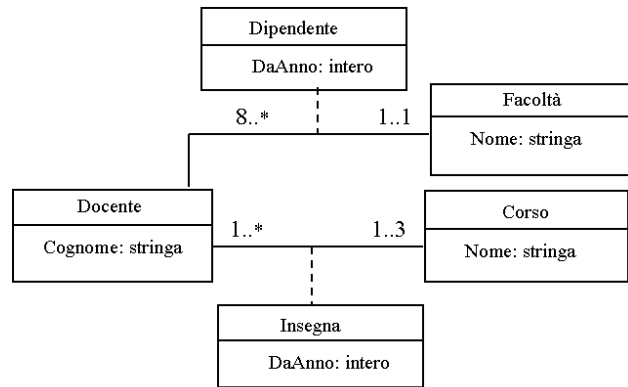 Dipendente
DaAnno: intero
8..*
1..1
Facoltà
Nome: stringa
Docente
Cognome: stringa
1..*
1..3
Corso
Nome: stringa
Insegna
DaAnno: intero